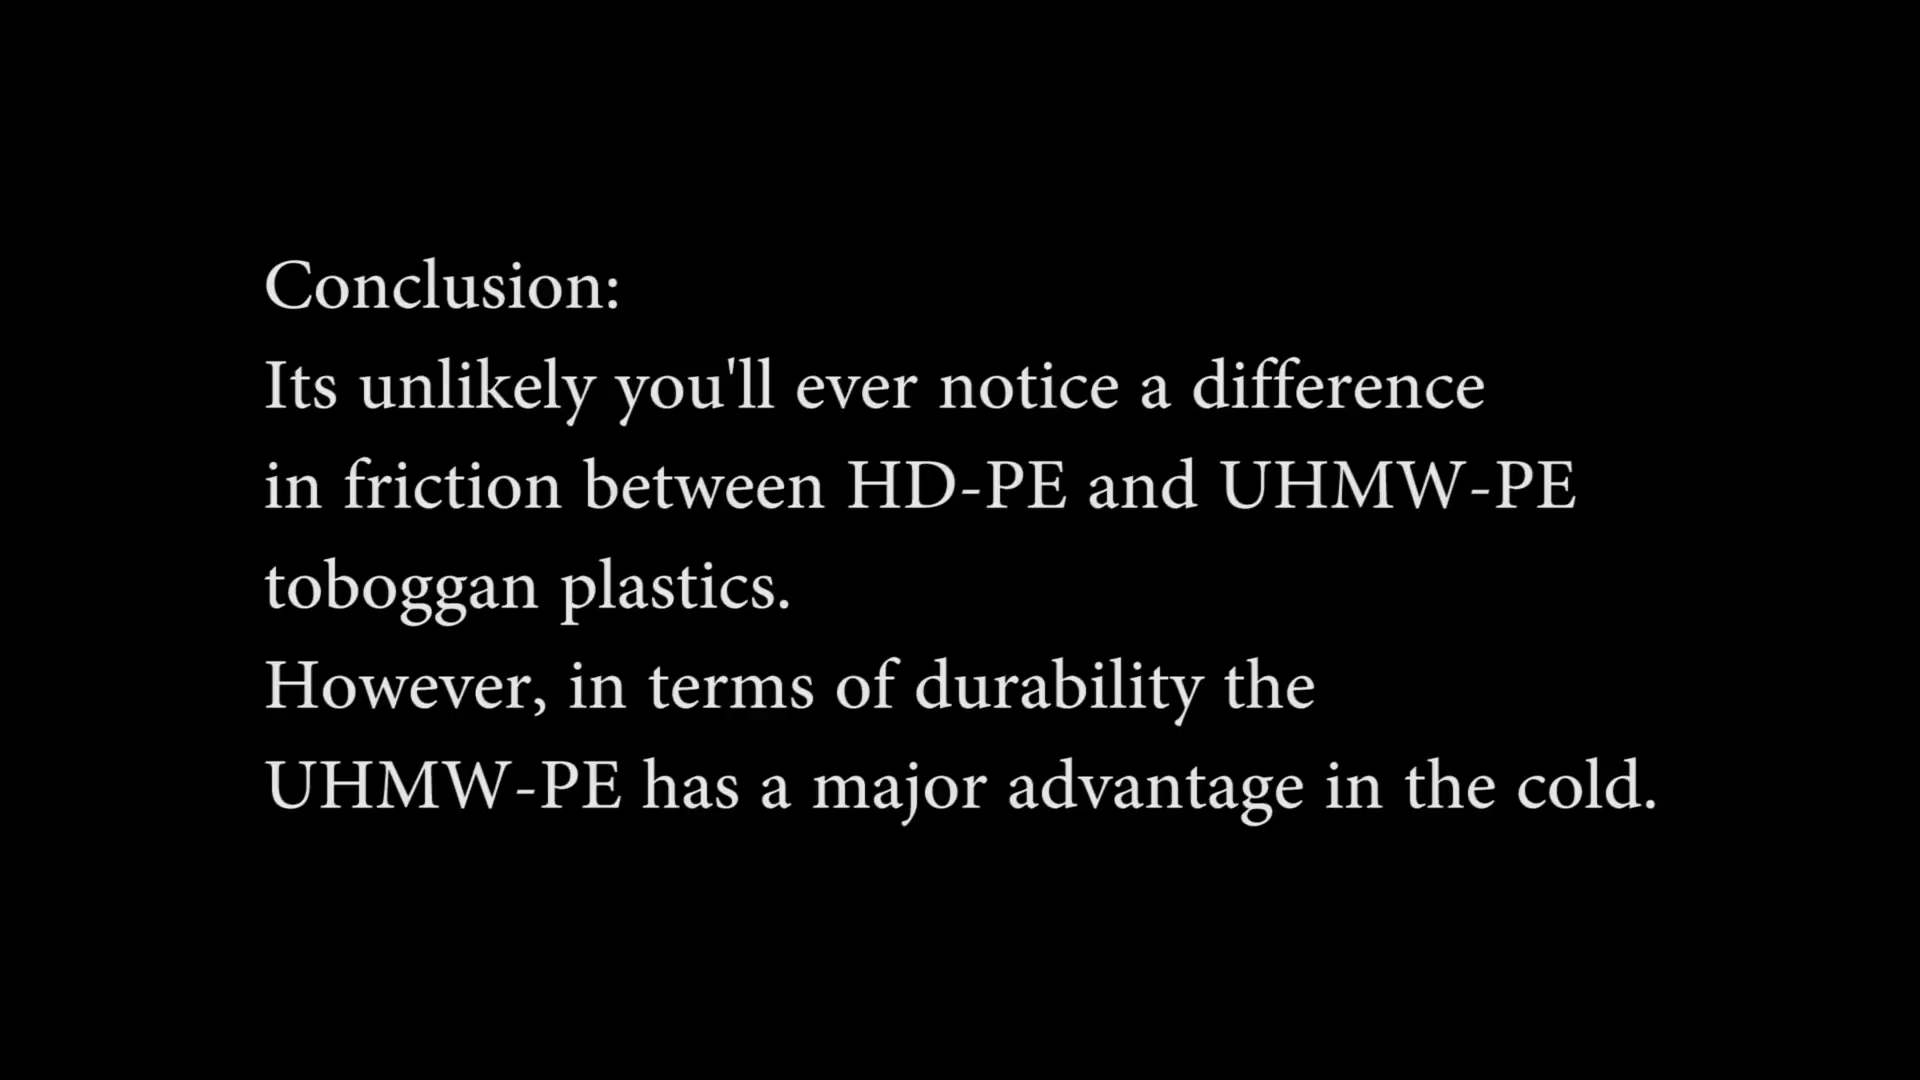 Conclusion:
Its unlikely you'll ever notice a difference
in friction between HD-PE and UHMW-PE
toboggan plastics.
However, in terms of durability the
UHMW-PE has a major advantage in the cold.